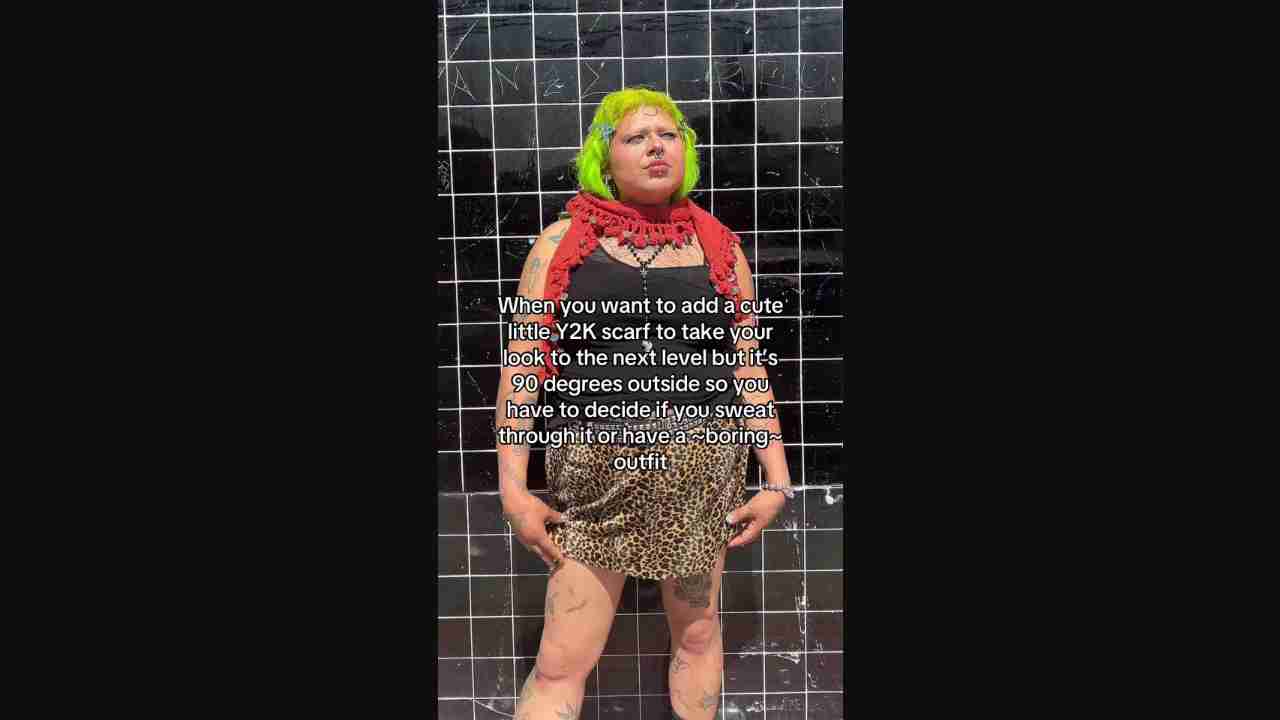 When you want to add a cute
little Y2K scarf to take your
look to the next level but it's
90 degrees outside so you
have to decide if you sweat
through it or have a ~boring~
outfit